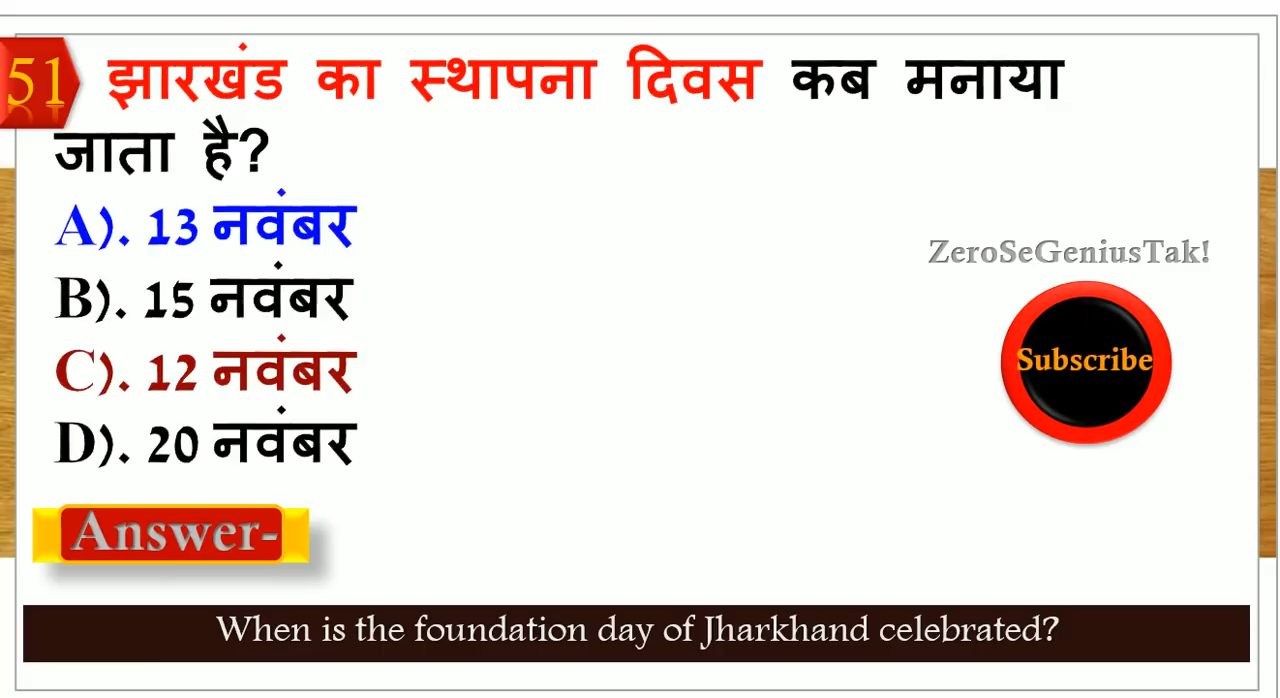 51 झारखंड का स्थापना दिवस कब मनाया
जाता है?
A). 13 नवंबर
B). 15 नवंबर
C). 12 नवंबर
D). 20 नवंबर
ZeroSeGeniusTak!
Subscribe
Answer-
When is the foundation day of Jharkhand celebrated?